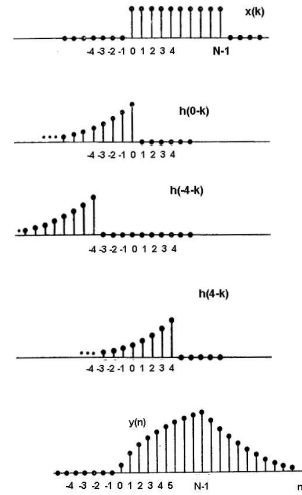 x(k)
-4 -3 -2 -1 0 1 2 3 4 N-1
h(0-k)
-4 -3 -2 -1 0 1 2 3 4
h(-4-k)
-4 -3 -2 -1 0 1 2 3 4
h(4-k)
-4 -3 -2 -1 0 1 2 3 4
y(n)
-4 -3 -2 -1 0 1 2 3 4 5 N-1 n